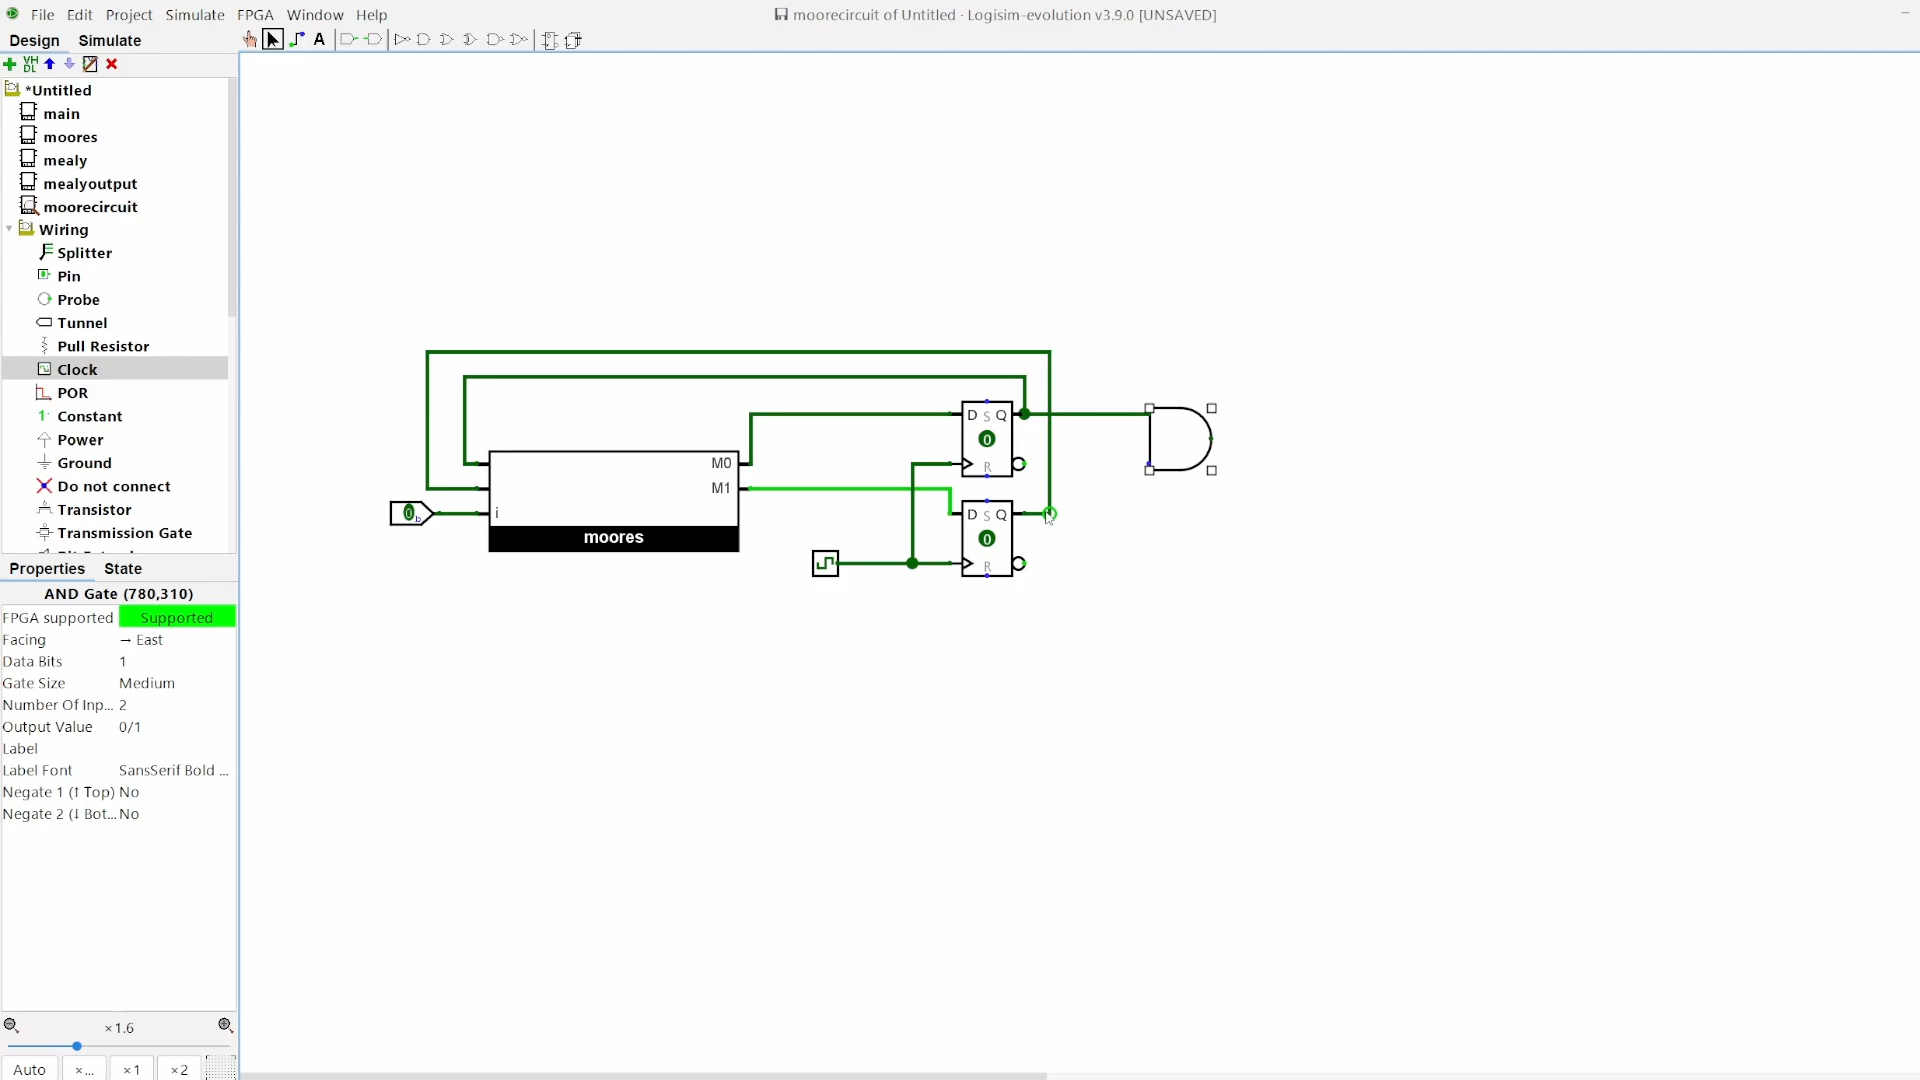 File Edit Project Simulate FPGA Window Help
moorecircuit of Untitled · Logisim-evolution v3.9.0 [UNSAVED]
Design Simulate
A
VH
DL
*Untitled
main
moores
mealy
mealyoutput
moorecircuit
Wiring
Splitter
Pin
Probe
Tunnel
Pull Resistor
Clock
POR
1 Constant
Power
Ground
Do not connect
Transistor
Transmission Gate
Properties State
AND Gate (780,310)
FPGA supported Supported
Facing → East
Data Bits 1
Gate Size Medium
Number Of Inp... 2
Output Value 0/1
Label
Label Font SansSerif Bold ...
Negate 1 (↑ Top) No
Negate 2 (↓ Bot... No
×1.6
Auto ×... ×1 ×2
D S Q
0
R
M0
M1
0b
i
moores
D S Q
0
R